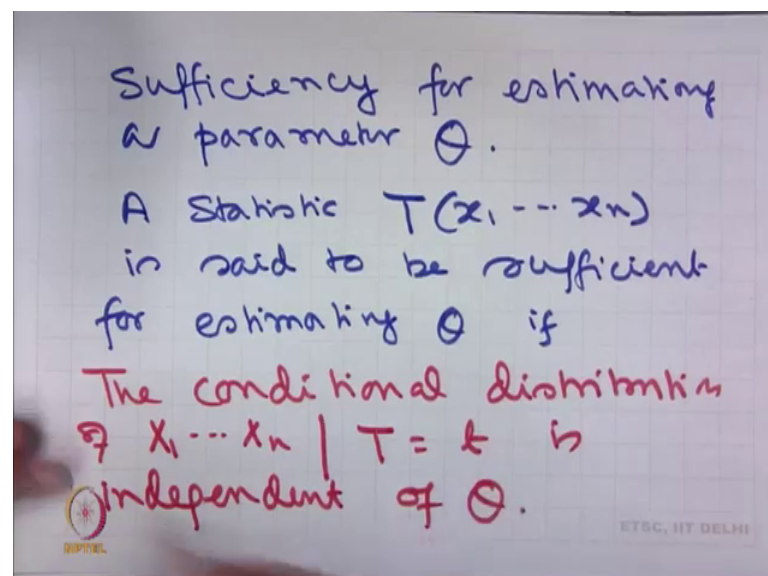 Sufficiency for estimating
a parameter θ.
A Statistic T(x₁ --- xₙ)
is said to be sufficient
for estimating θ if
The conditional distribution
of X₁ --- Xₙ | T = t is
independent of θ.
ETSC, IIT DELHI
NPTEL